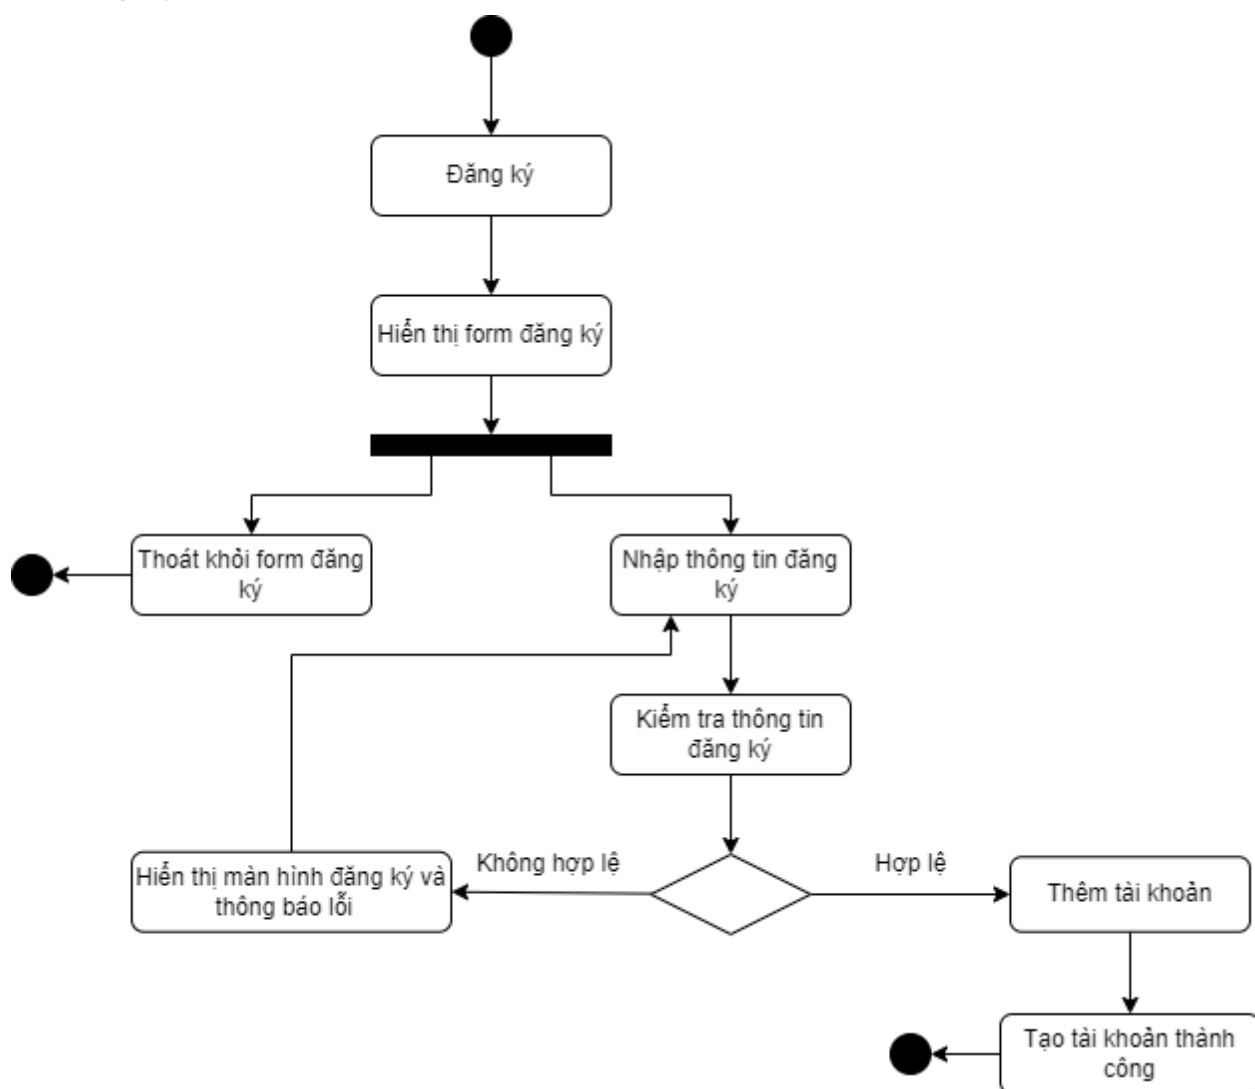 Đăng ký
Hiển thị form đăng ký
Thoát khỏi form đăng
ký
Nhập thông tin đăng
ký
Kiểm tra thông tin
đăng ký
Không hợp lệ
Hợp lệ
Hiển thị màn hình đăng ký và
thông báo lỗi
Thêm tài khoản
Tạo tài khoản thành
công